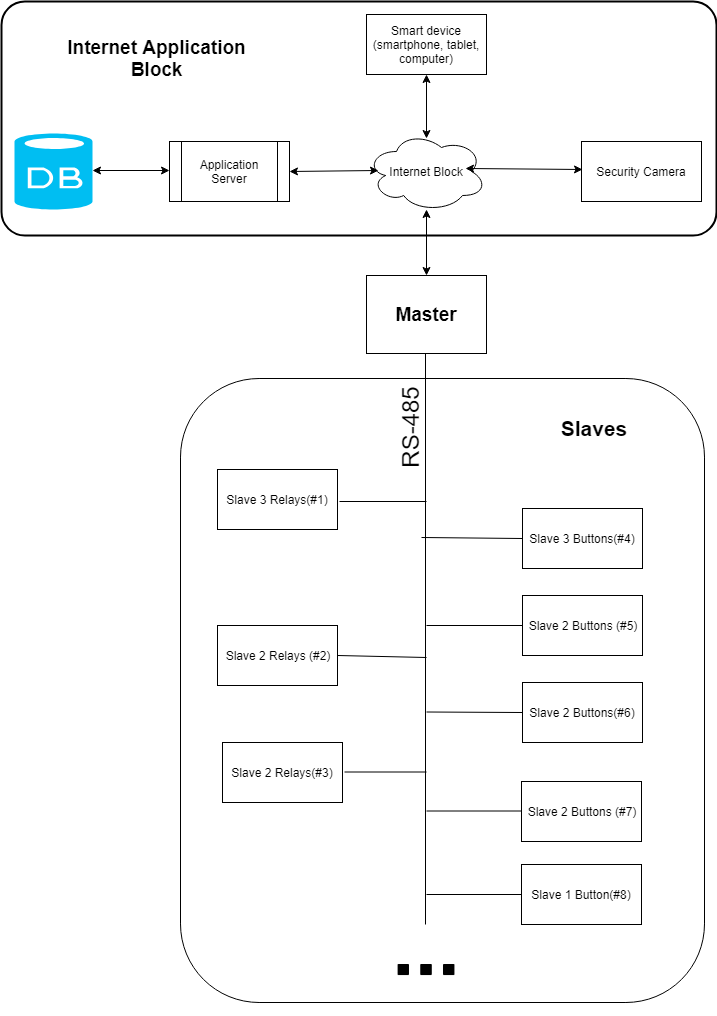 Internet Application
Block
Smart device
(smartphone, tablet,
computer)
DB
Application
Server
Internet Block
Security Camera
Master
RS-485
Slaves
Slave 3 Relays(#1)
Slave 3 Buttons(#4)
Slave 2 Buttons (#5)
Slave 2 Relays (#2)
Slave 2 Buttons(#6)
Slave 2 Relays(#3)
Slave 2 Buttons (#7)
Slave 1 Button(#8)